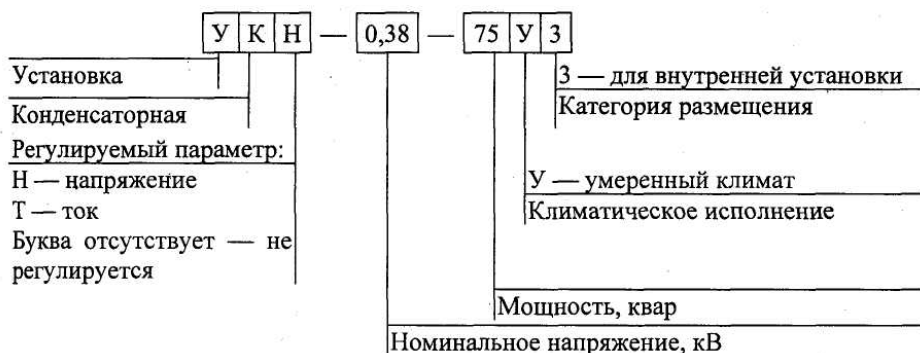 У К Н — 0,38 — 75 У 3
Установка
Конденсаторная
Регулируемый параметр:
Н — напряжение
Т — ток
Буква отсутствует — не
регулируется
3 — для внутренней установки
Категория размещения
У — умеренный климат
Климатическое исполнение
Мощность, квар
Номинальное напряжение, кВ